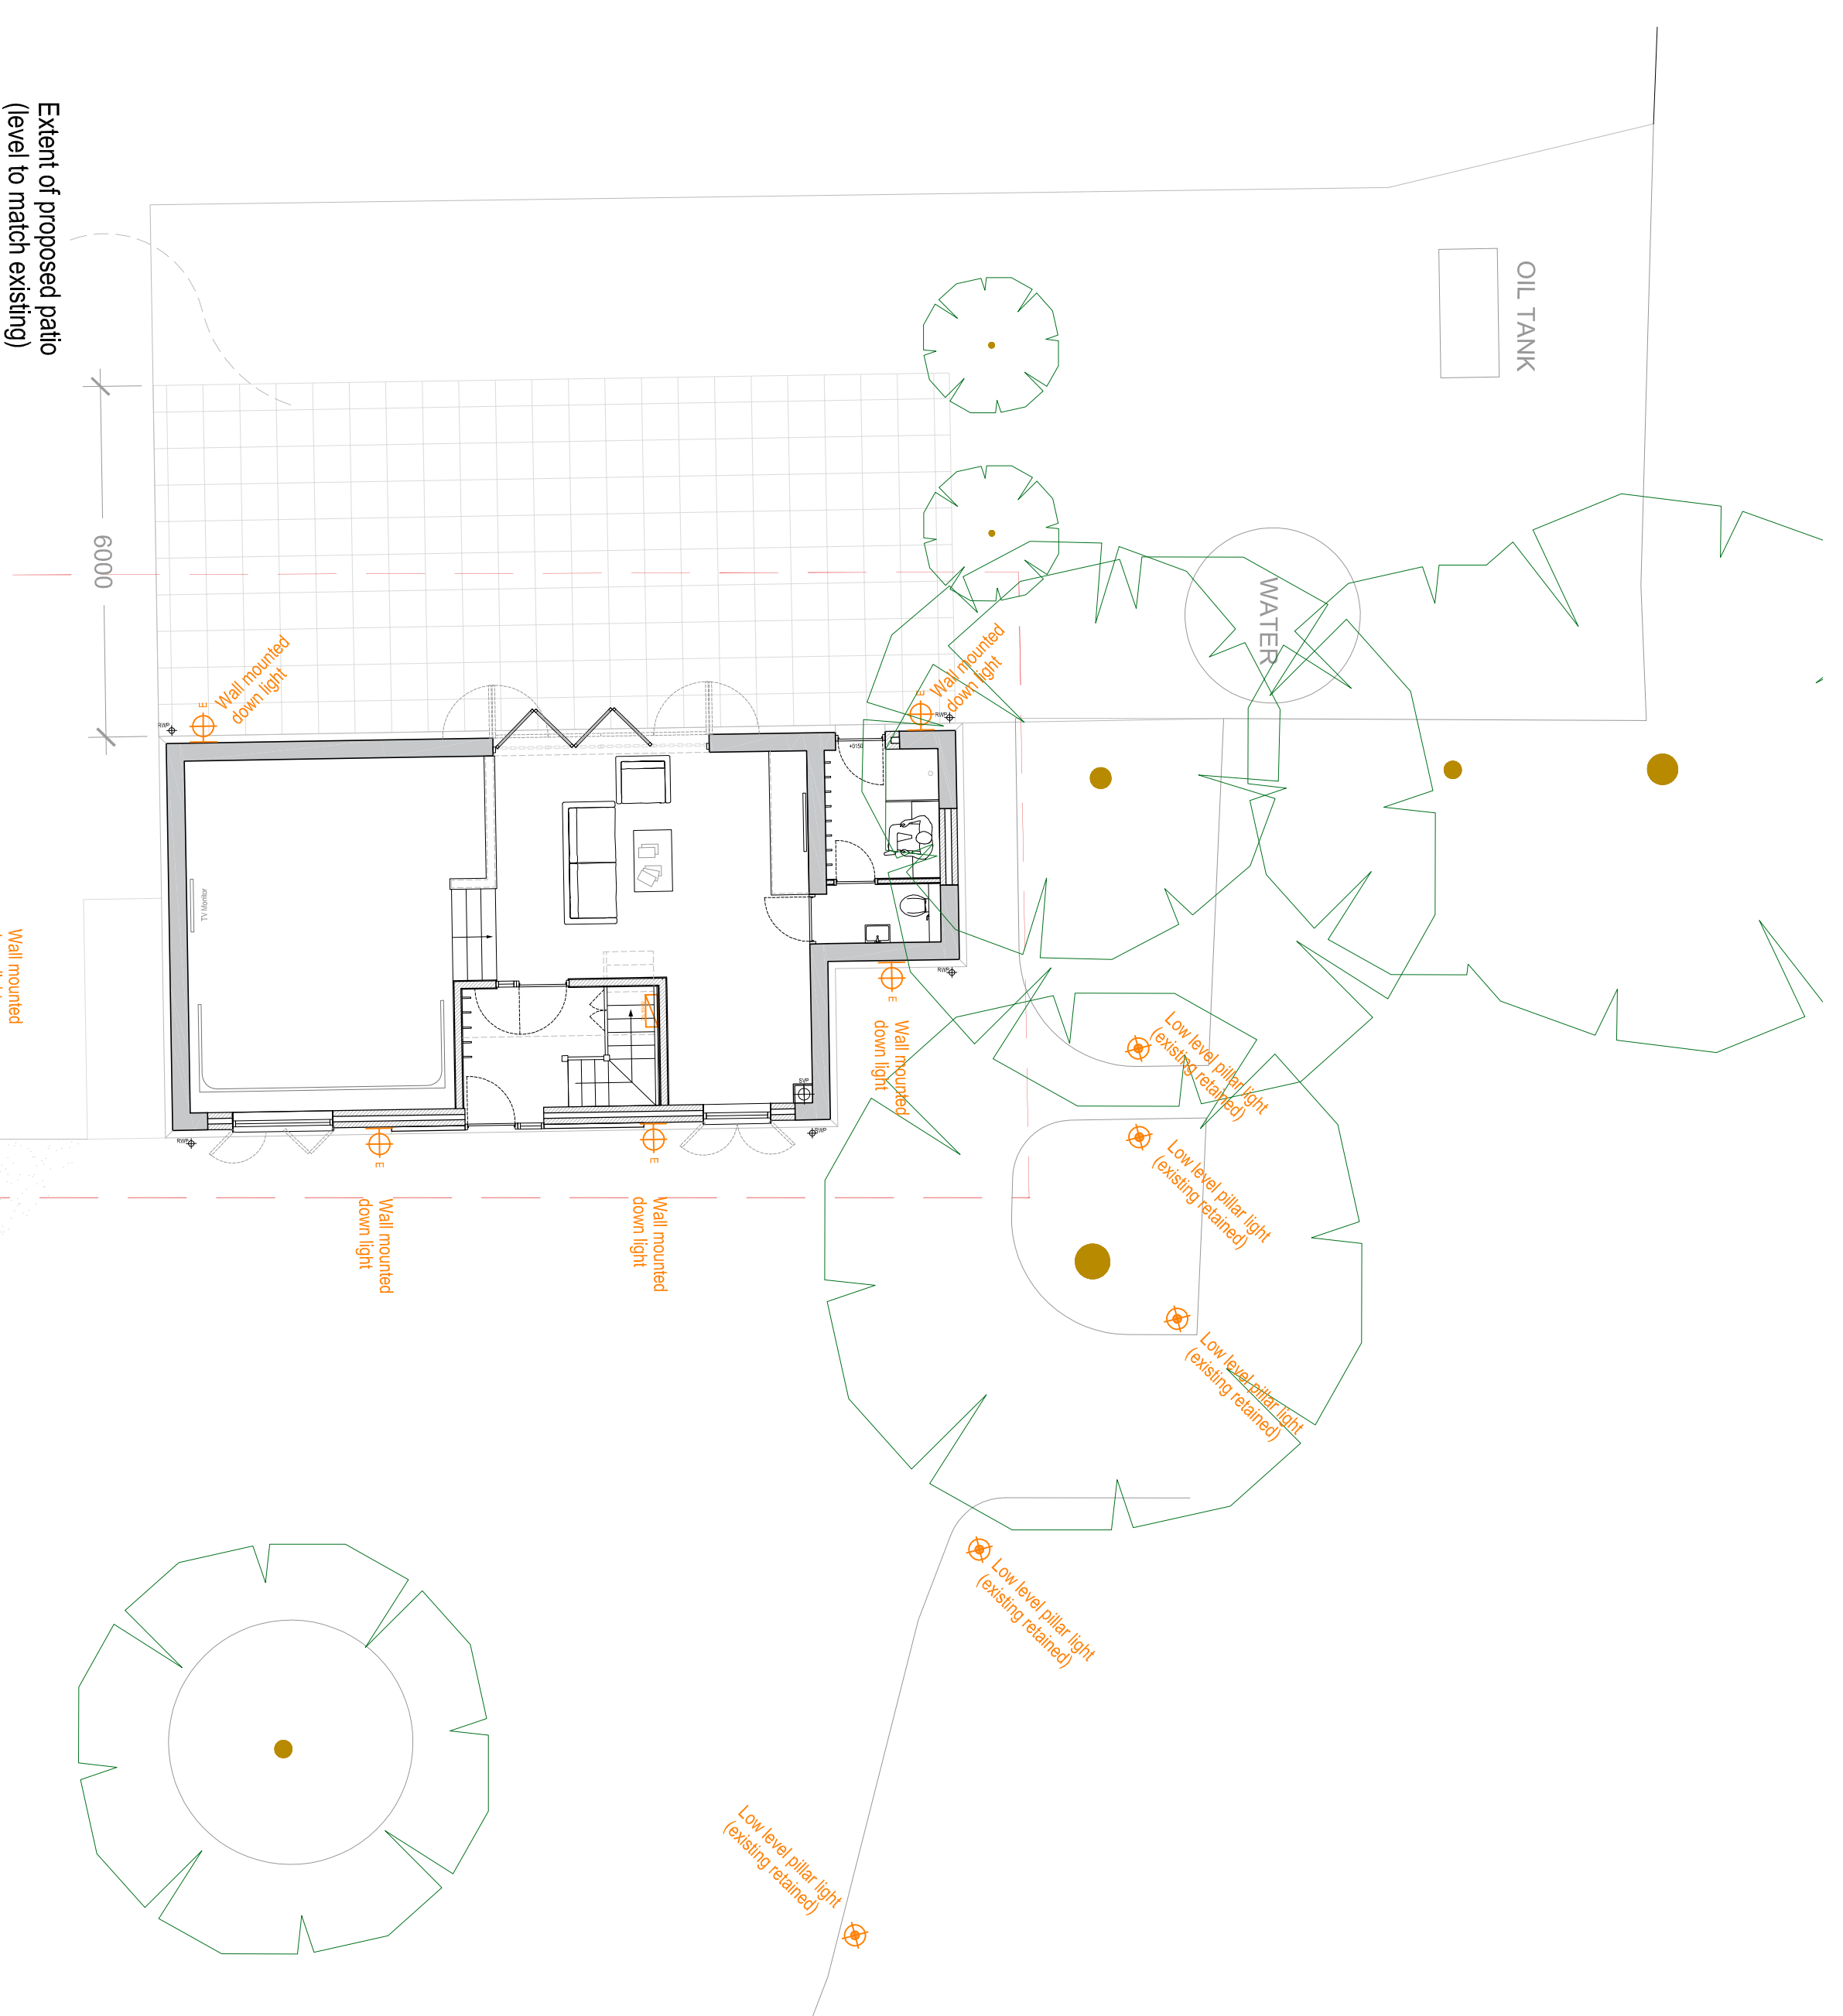 Extent of proposed patio
(level to match existing)
OIL TANK
WATER
6000
Wall mounted
down light
E
RWP
Wall mounted
down light
E
RWP
+0150
TV Monitor
Wall mounted
SVP
RWP
E
Wall mounted
down light
RWP
RWP
E
Wall mounted
down light
E
Wall mounted
down light
Low level pillar light
(existing retained)
Low level pillar light
(existing retained)
Low level pillar light
(existing retained)
Low level pillar light
(existing retained)
Low level pillar light
(existing retained)